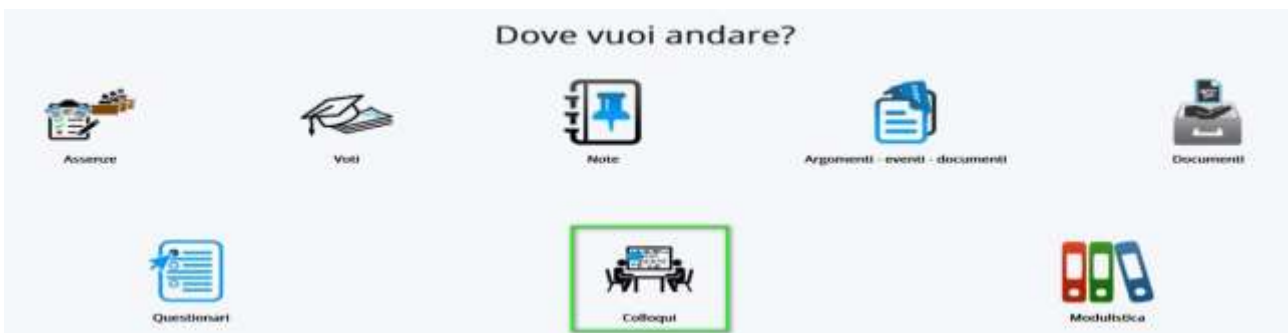 Dove vuoi andare?
Assenze
Voti
Note
Argomenti - eventi - documenti
Documenti
Questionari
Colloqui
Modulistica